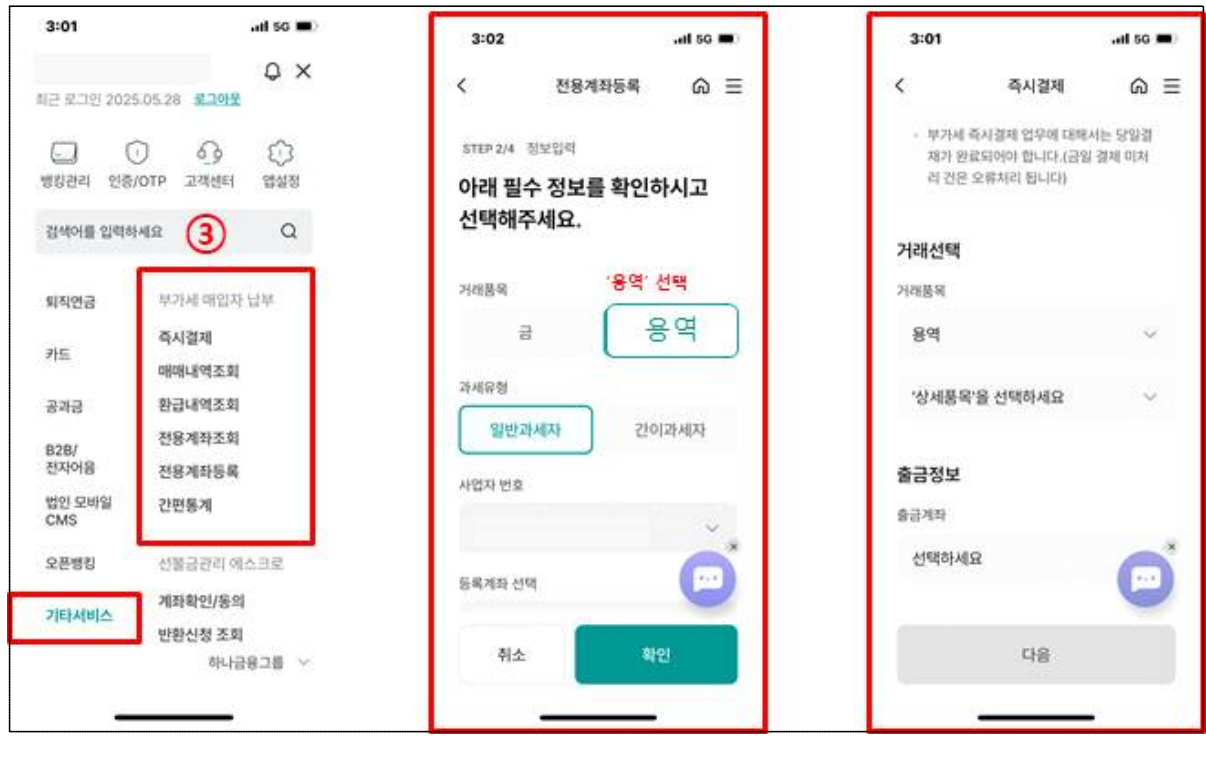 3:01
5G
최근 로그인 2025.05.28 로그아웃
뱅킹관리 인증/OTP 고객센터 앱설정
검색어를 입력하세요
③
퇴직연금
카드
공과금
B2B/
전자어음
법인 모바일
CMS
오픈뱅킹
기타서비스
부가세 매입자 납부
즉시결제
매매내역조회
환급내역조회
전용계좌조회
전용계좌등록
간편통계
선불금관리 에스크로
계좌확인/동의
반환신청 조회
하나금융그룹
3:02
5G
전용계좌등록
STEP 2/4 정보입력
아래 필수 정보를 확인하시고
선택해주세요.
거래품목
'용역' 선택
금
용역
과세유형
일반과세자
간이과세자
사업자 번호
등록계좌 선택
취소
확인
3:01
5G
즉시결제
부가세 즉시결제 업무에 대해서는 당일결
제가 완료되어야 합니다.(금일 결제 미처
리 건은 오류처리 됩니다)
거래선택
거래품목
용역
'상세품목'을 선택하세요
출금정보
출금계좌
선택하세요
다음